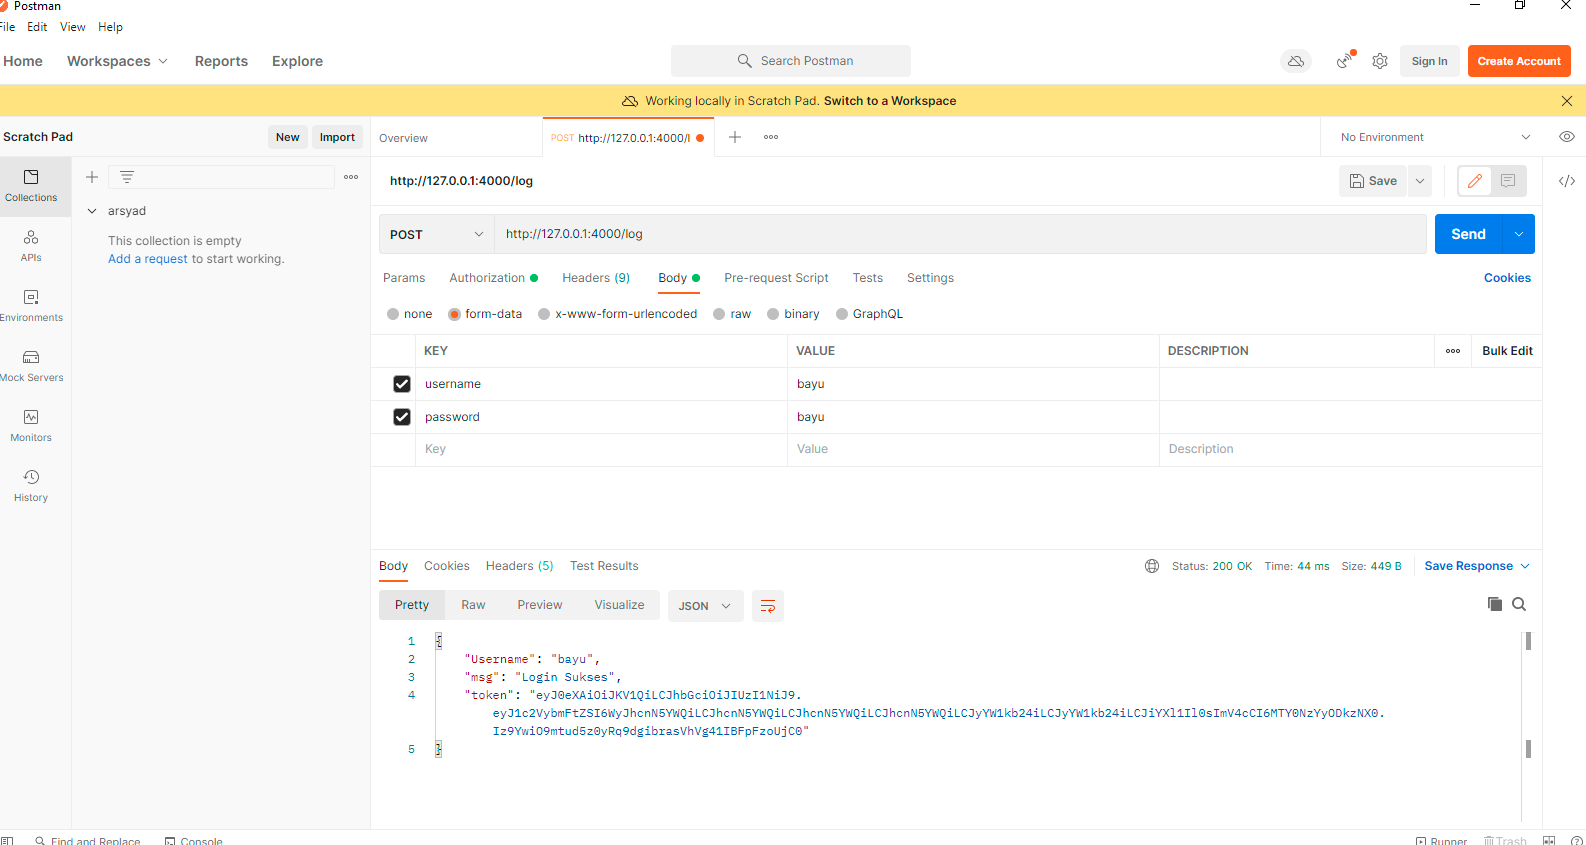 Postman
File Edit View Help
Home Workspaces Reports Explore
Search Postman
Sign In Create Account
Working locally in Scratch Pad. Switch to a Workspace
Scratch Pad New Import
Overview POST http://127.0.0.1:4000/l
No Environment
Collections
APIs
Environments
Mock Servers
Monitors
History
arsyad
This collection is empty
Add a request to start working.
http://127.0.0.1:4000/log
Save
POST http://127.0.0.1:4000/log Send
Params Authorization Headers (9) Body Pre-request Script Tests Settings Cookies
none form-data x-www-form-urlencoded raw binary GraphQL
KEY VALUE DESCRIPTION Bulk Edit
username bayu
password bayu
Key Value Description
Body Cookies Headers (5) Test Results Status: 200 OK Time: 44 ms Size: 449 B Save Response
Pretty Raw Preview Visualize JSON
1 {
2 "Username": "bayu",
3 "msg": "Login Sukses",
4 "token": "eyJ0eXAiOiJKV1QiLCJhbGciOiJIUzI1NiJ9.
eyJ1c2VybmFtZSI6WyJhcnN5YWQiLCJhcnN5YWQiLCJhcnN5YWQiLCJhcnN5YWQiLCJyYW1kb24iLCJyYW1kb24iLCJiYXl1Il0sImV4cCI6MTY0NzYyODkzNX0.
Iz9YwiO9mtud5z0yRq9dgibrasVhVg41IBFpFzoUjC0"
5 }
Find and Replace Console Runner Trash